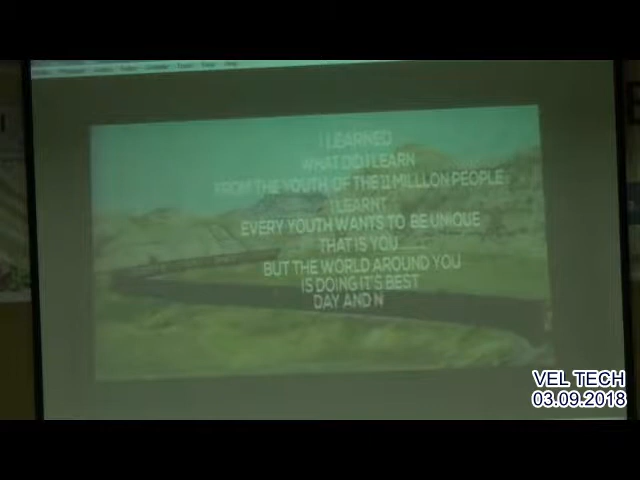 I LEARNED
WHAT DO I LEARN
FROM THE YOUTH, OF THE 11 MILLLON PEOPLE
I LEARNT
EVERY YOUTH WANTS TO BE UNIQUE
THAT IS YOU........
BUT THE WORLD AROUND YOU
IS DOING IT'S BEST
DAY AND N
VEL TECH
03.09.2018